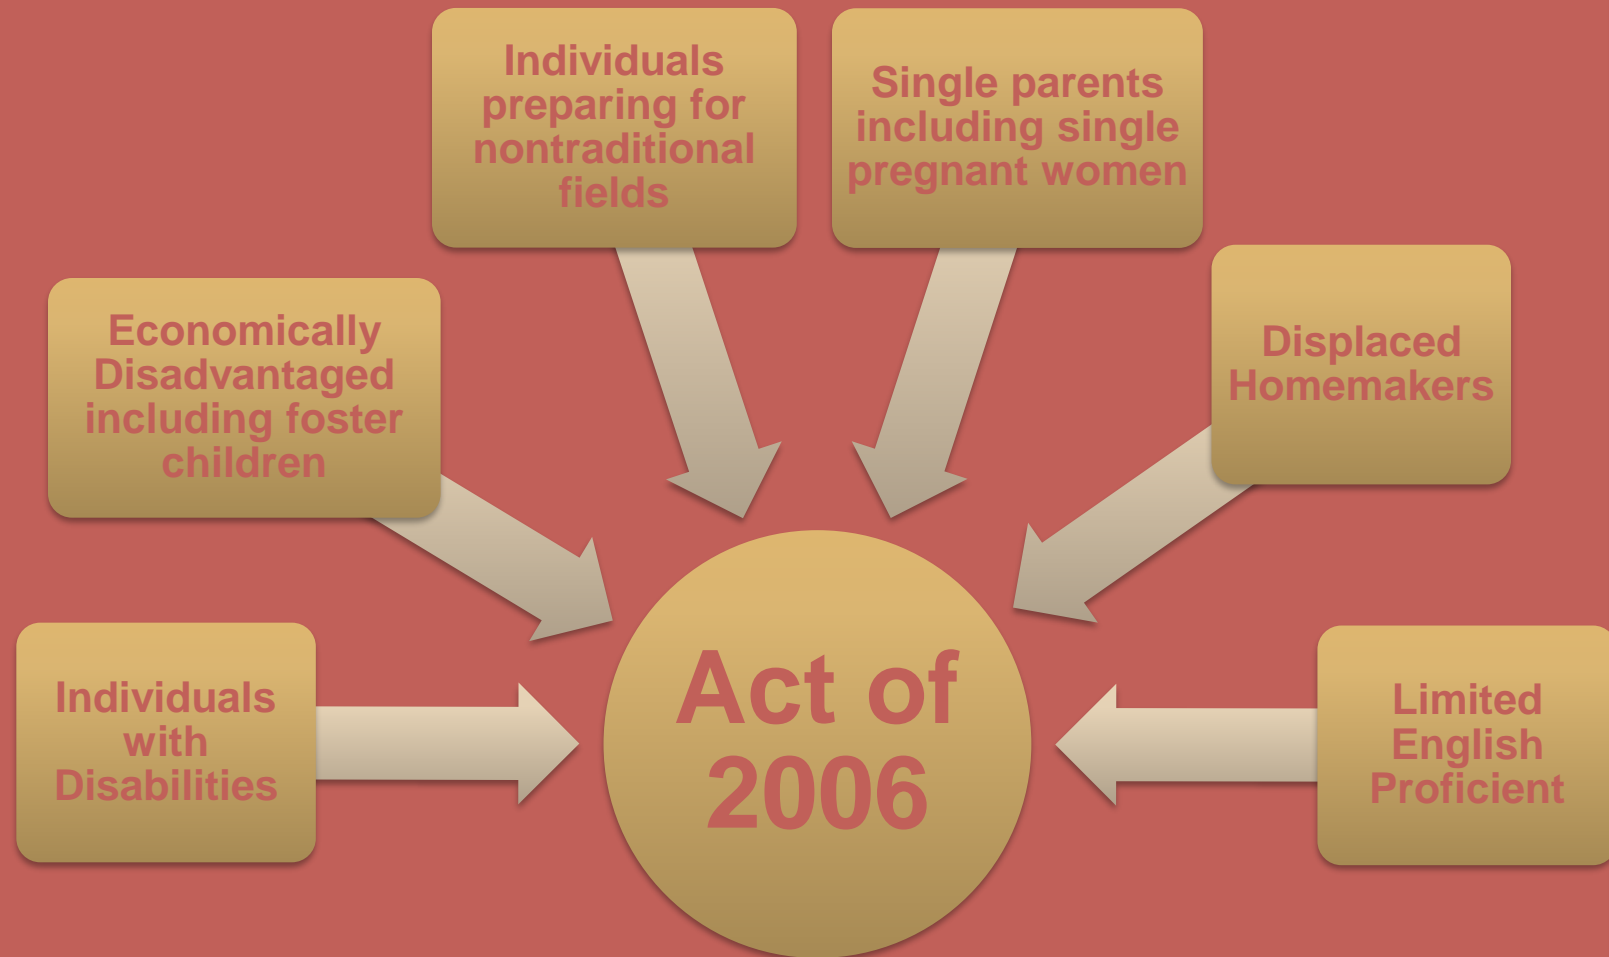 Individuals
preparing for
nontraditional
fields
Single parents
including single
pregnant women
Economically
Disadvantaged
including foster
children
Displaced
Homemakers
Individuals
with
Disabilities
Act of
2006
Limited
English
Proficient